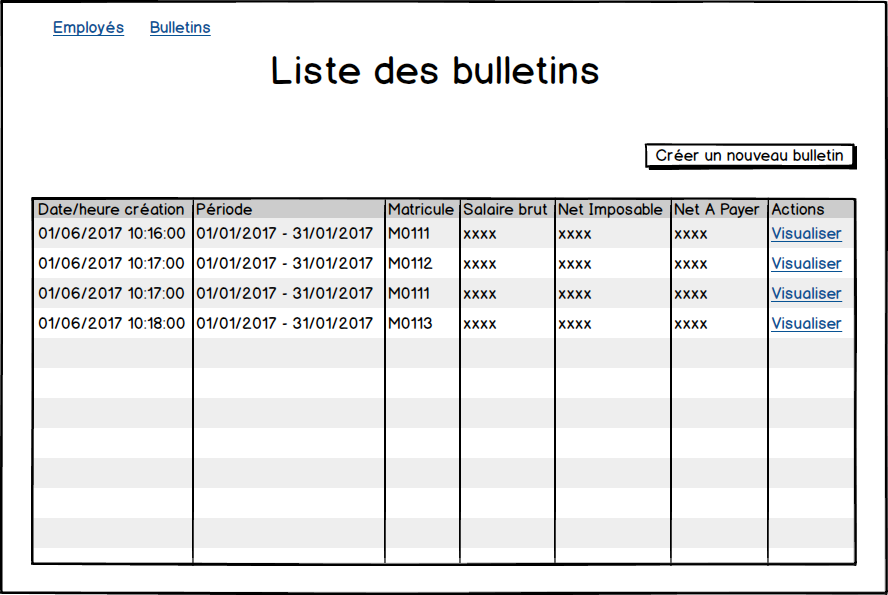 Employés Bulletins
Liste des bulletins
Créer un nouveau bulletin
Date/heure création Période Matricule Salaire brut Net Imposable Net A Payer Actions
01/06/2017 10:16:00 01/01/2017 - 31/01/2017 M0111 xxxx xxxx xxxx Visualiser
01/06/2017 10:17:00 01/01/2017 - 31/01/2017 M0112 xxxx xxxx xxxx Visualiser
01/06/2017 10:17:00 01/01/2017 - 31/01/2017 M0111 xxxx xxxx xxxx Visualiser
01/06/2017 10:18:00 01/01/2017 - 31/01/2017 M0113 xxxx xxxx xxxx Visualiser